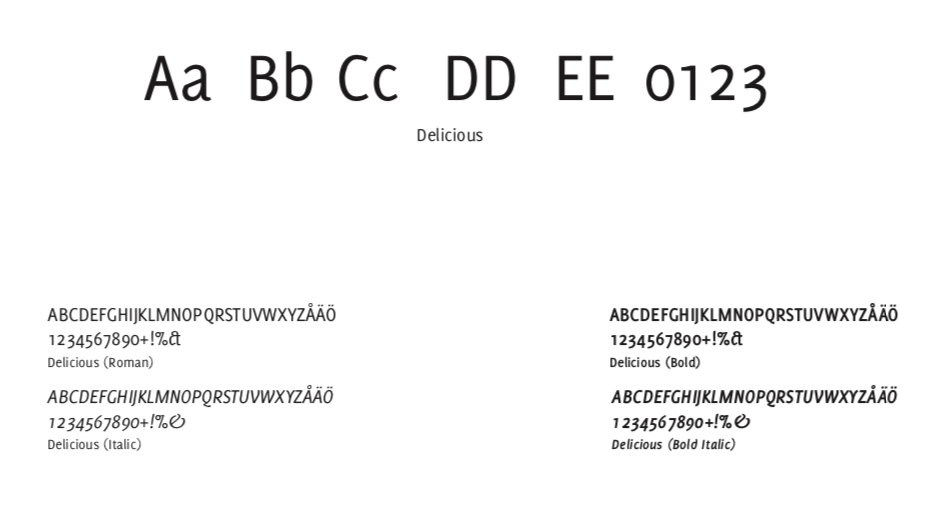 Aa Bb Cc DD EE 0123
Delicious
ABCDEFGHIJKLMNOPQRSTUVWXYZÅÄÖ
1234567890+!%&
Delicious (Roman)
ABCDEFGHIJKLMNOPQRSTUVWXYZÅÄÖ
1234567890+!%&
Delicious (Italic)
ABCDEFGHIJKLMNOPQRSTUVWXYZÅÄÖ
1234567890+!%&
Delicious (Bold)
ABCDEFGHIJKLMNOPQRSTUVWXYZÅÄÖ
1234567890+!%&
Delicious (Bold Italic)